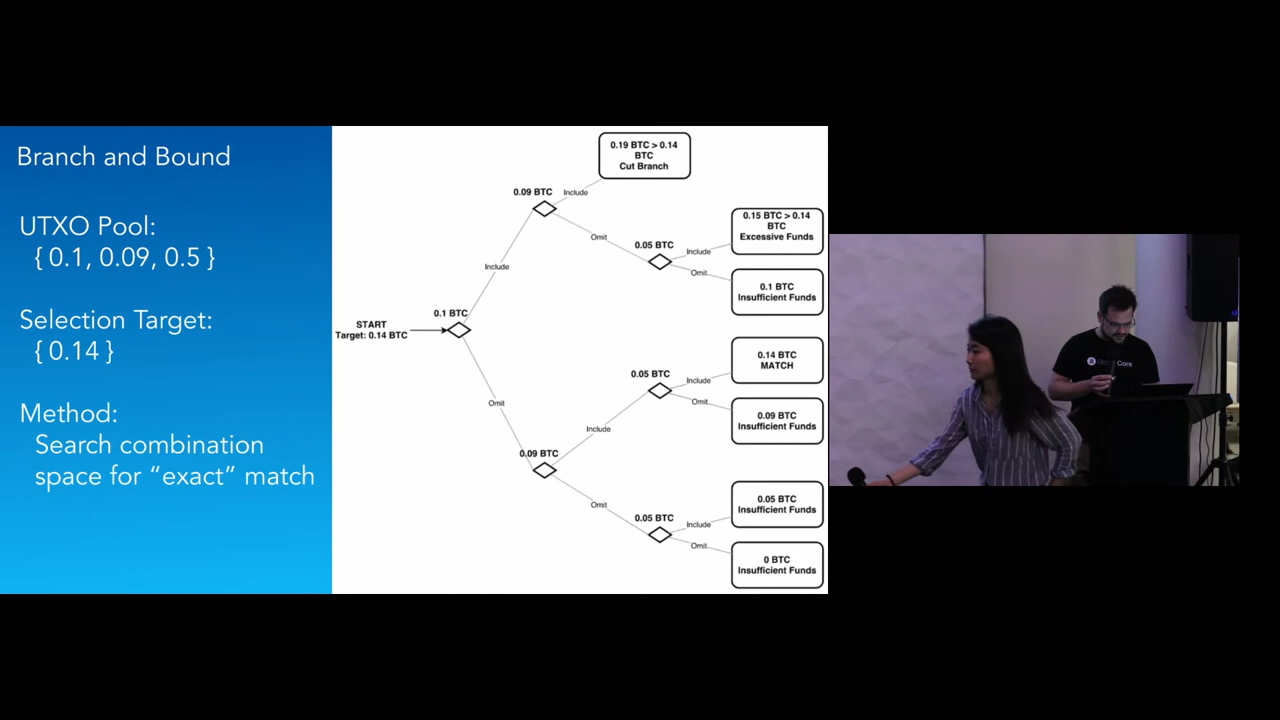 Branch and Bound
UTXO Pool:
{ 0.1, 0.09, 0.5 }
Selection Target:
{ 0.14 }
Method:
Search combination
space for “exact” match
0.19 BTC > 0.14
BTC
Cut Branch
0.09 BTC
Include
0.15 BTC > 0.14
BTC
Excessive Funds
Omit
0.05 BTC
Include
Omit
Include
0.1 BTC
Insufficient Funds
0.1 BTC
START
Target: 0.14 BTC
0.14 BTC
MATCH
0.05 BTC
Include
Omit
Omit
0.09 BTC
Insufficient Funds
Include
0.09 BTC
0.05 BTC
Insufficient Funds
Omit
0.05 BTC
Include
Omit
0 BTC
Insufficient Funds
Core